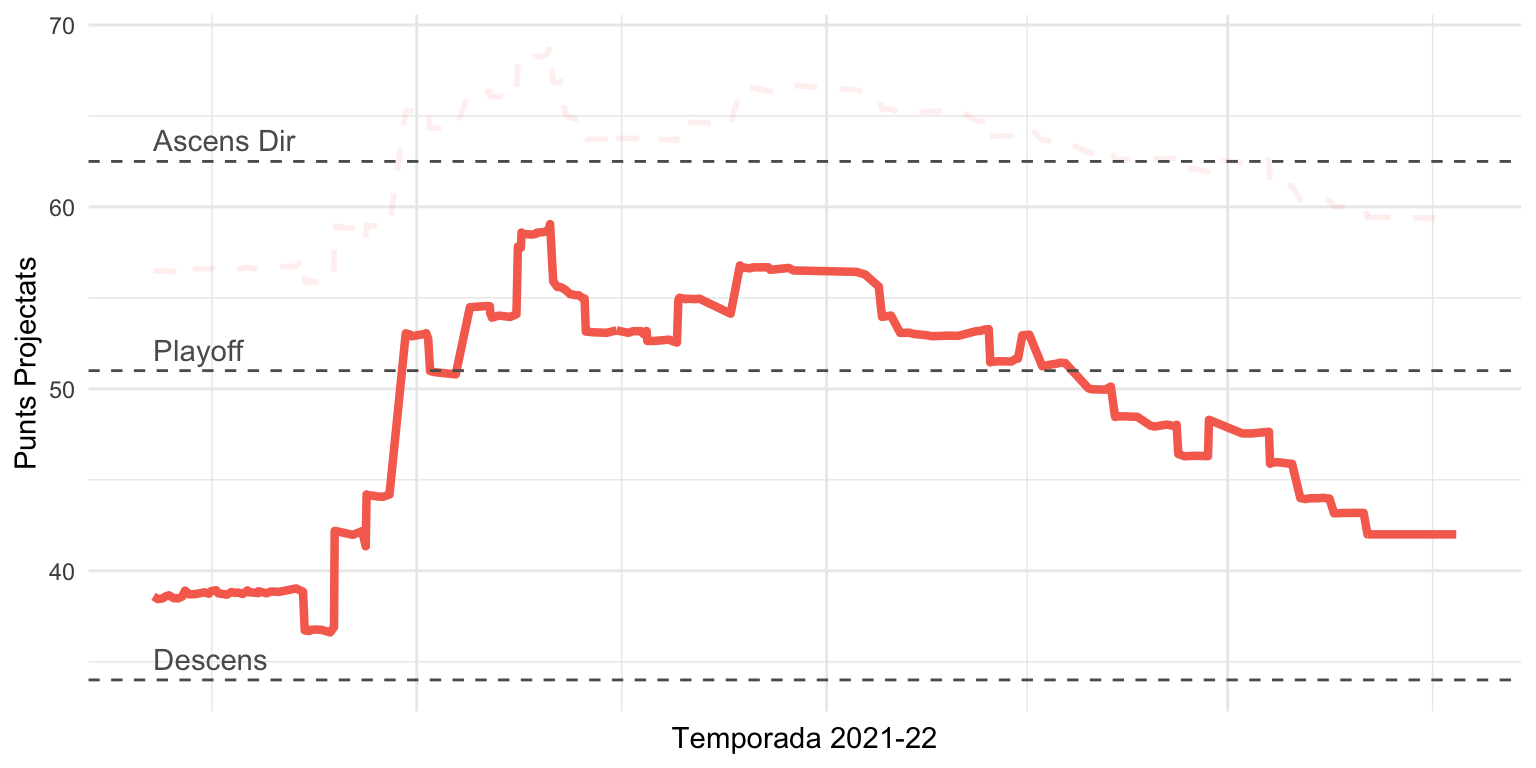 70
Ascens Dir
60
Playoff
50
40
Descens
Punts Projectats
Temporada 2021-22